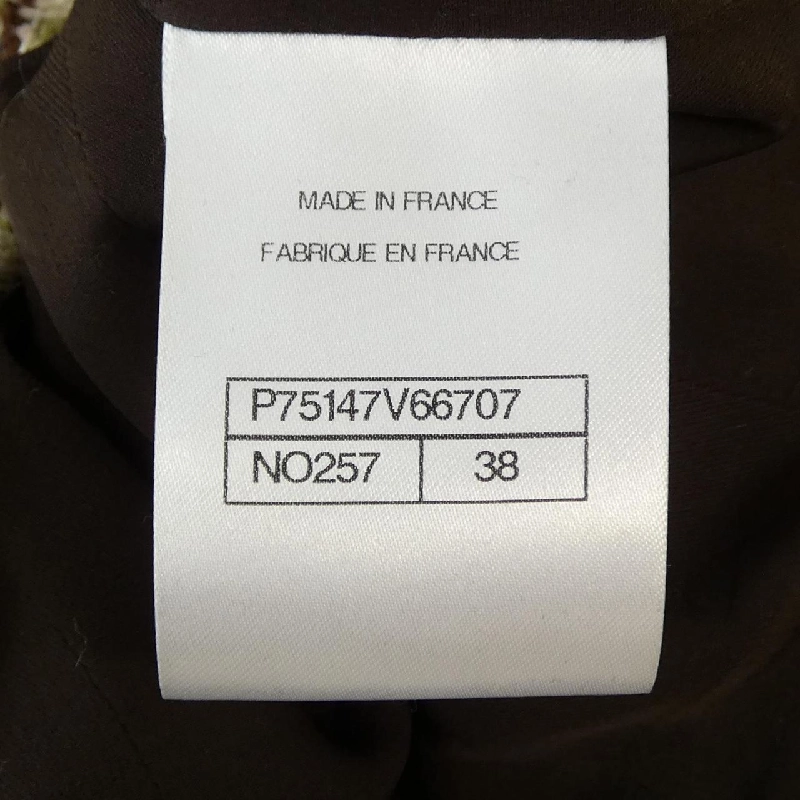 MADE IN FRANCE
FABRIQUE EN FRANCE
P75147V66707
NO257 38